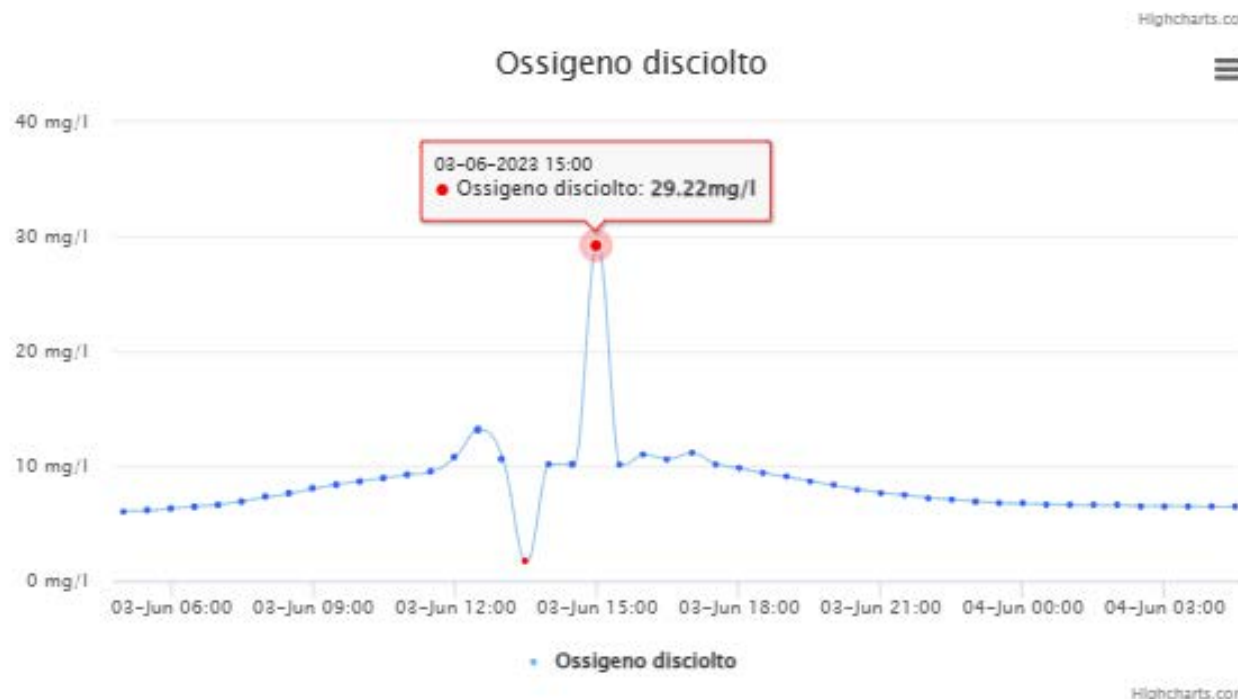 Highcharts.co
Ossigeno disciolto
40 mg/l
03-06-2023 15:00
Ossigeno disciolto: 29.22mg/l
30 mg/l
20 mg/l
10 mg/l
0 mg/l
03-Jun 06:00 03-Jun 09:00 03-Jun 12:00 03-Jun 15:00 03-Jun 18:00 03-Jun 21:00 04-Jun 00:00 04-Jun 03:00
Ossigeno disciolto
Highcharts.com